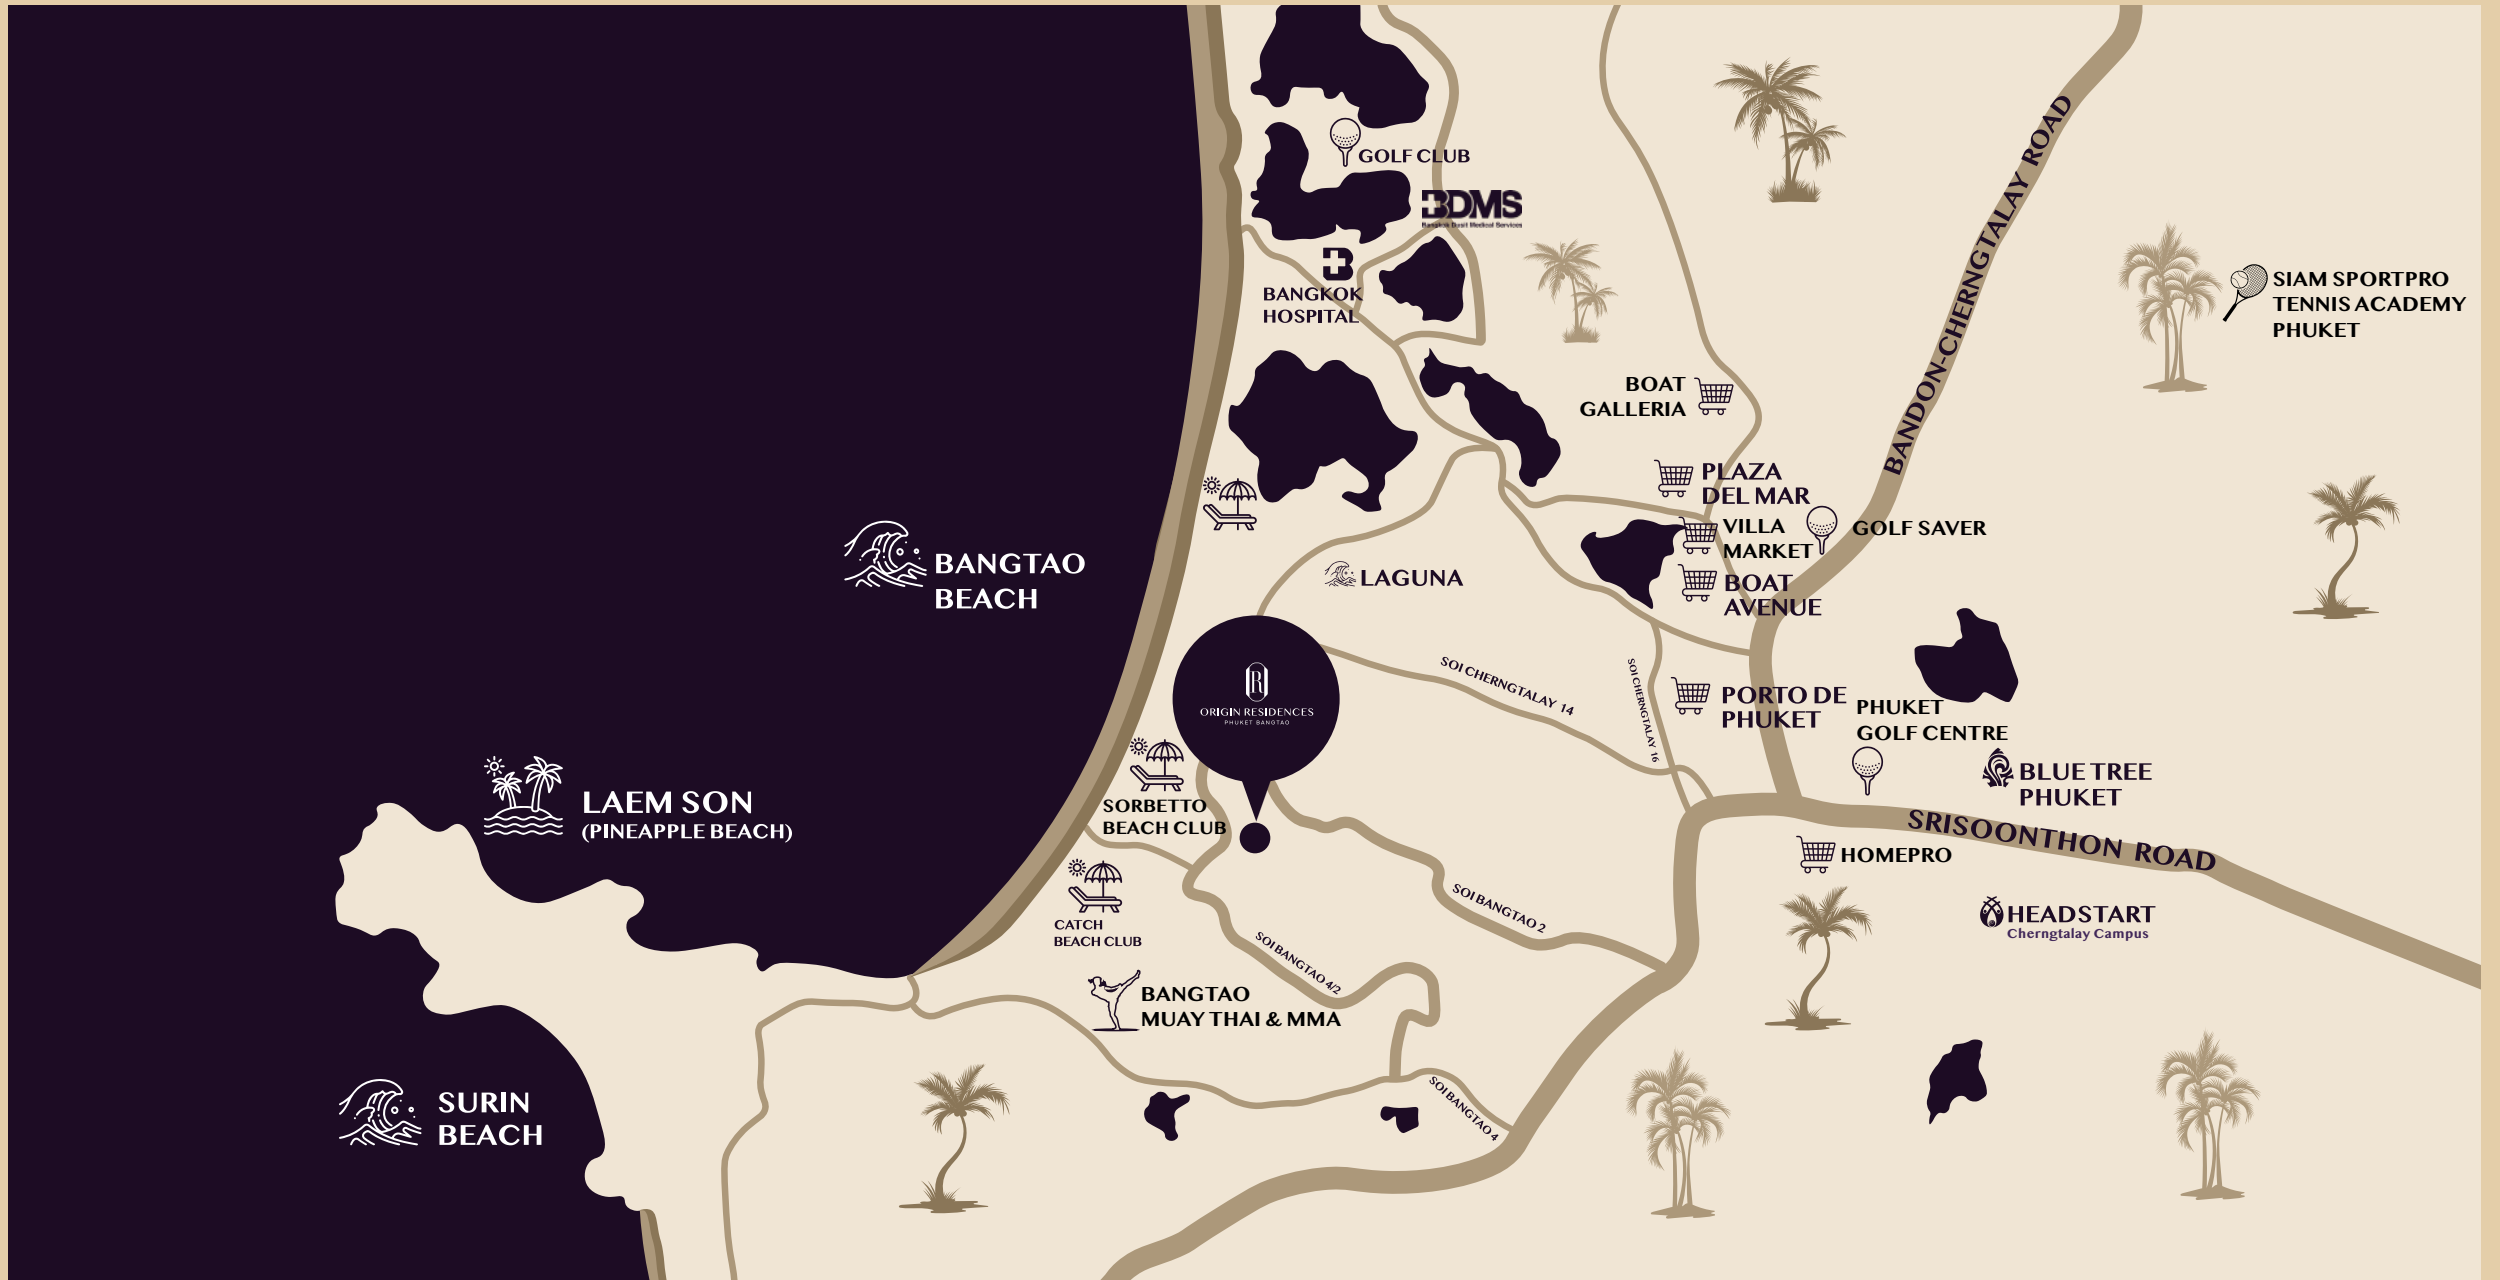 GOLF CLUB
BDMS
Bangkok Dusit Medical Services
BANGKOK
HOSPITAL
BANDON-CHERNGTALAY ROAD
SIAM SPORTPRO
TENNIS ACADEMY
PHUKET
BOAT
GALLERIA
PLAZA
DEL MAR
VILLA
MARKET
GOLF SAVER
BOAT
AVENUE
LAGUNA
BANGTAO
BEACH
ORIGIN RESIDENCES
PHUKET BANGTAO
SOI CHERNGTALAY 14
SOI CHERNGTALAY 16
PORTO DE
PHUKET
PHUKET
GOLF CENTRE
BLUE TREE
PHUKET
LAEM SON
(PINEAPPLE BEACH)
SORBETTO
BEACH CLUB
SRISOONTHON ROAD
HOMEPRO
CATCH
BEACH CLUB
SOI BANGTAO 2
HEADSTART
Cherngtalay Campus
SOI BANGTAO 4/2
BANGTAO
MUAY THAI & MMA
SURIN
BEACH
SOI BANGTAO 4